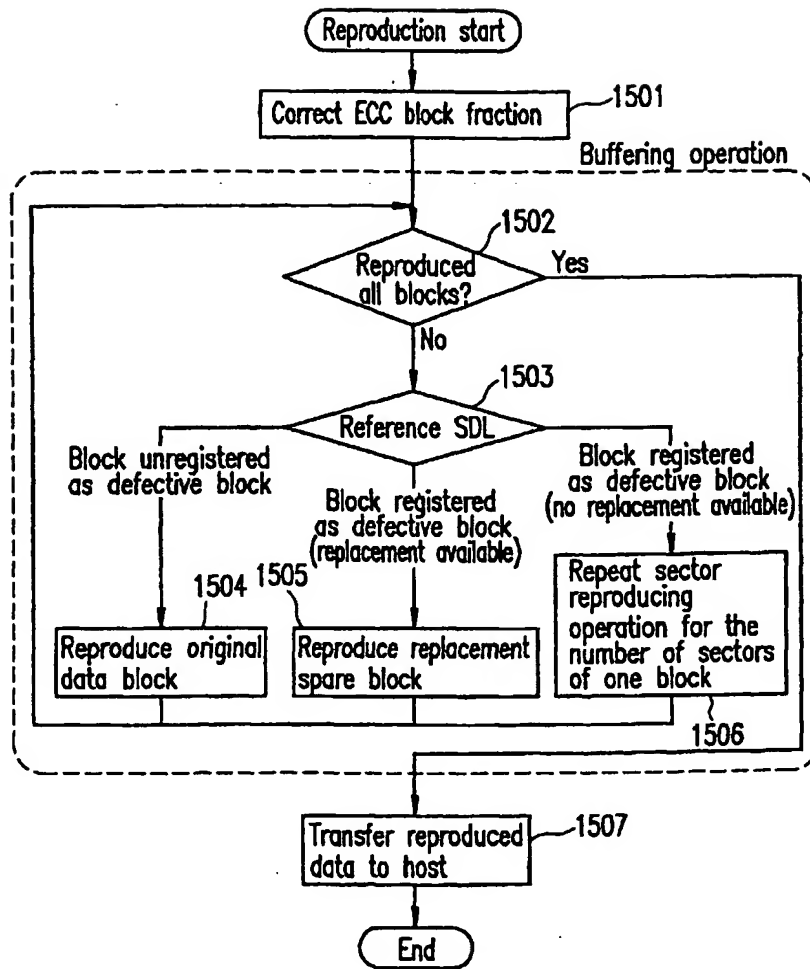 Reproduction start
1501
Correct ECC block fraction
Buffering operation
1502
Reproduced
all blocks?
Yes
No
1503
Reference SDL
Block unregistered
as defective block
Block registered
as defective block
(replacement available)
Block registered
as defective block
(no replacement available)
1504
Reproduce original
data block
1505
Reproduce replacement
spare block
Repeat sector
reproducing
operation for the
number of sectors
of one block
1506
1507
Transfer reproduced
data to host
End